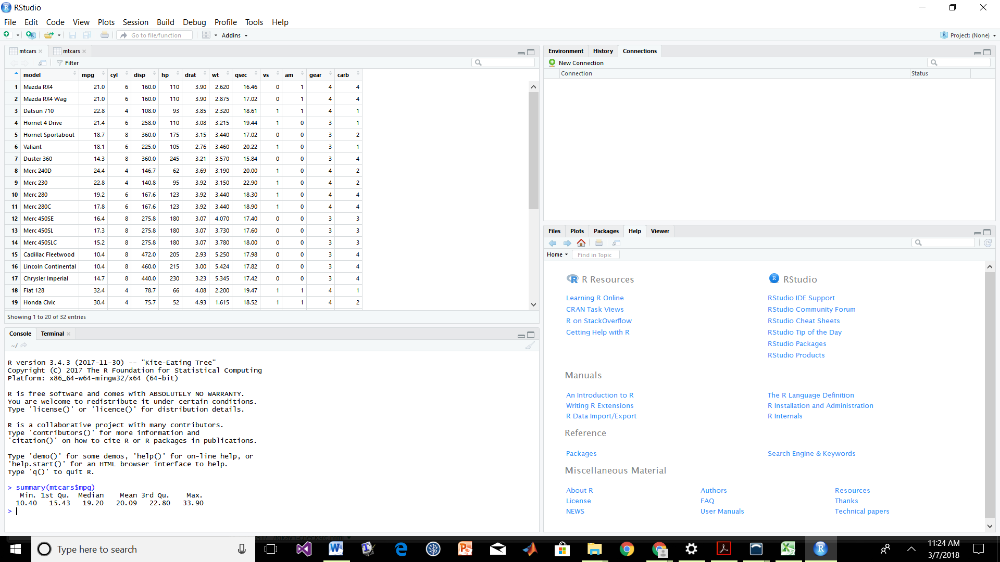 RStudio
File Edit Code View Plots Session Build Debug Profile Tools Help
Go to file/function Addins Project: (None)
mtcars mtcars
Filter
model mpg cyl disp hp drat wt qsec vs am gear carb
1 Mazda RX4 21.0 6 160.0 110 3.90 2.620 16.46 0 1 4 4
2 Mazda RX4 Wag 21.0 6 160.0 110 3.90 2.875 17.02 0 1 4 4
3 Datsun 710 22.8 4 108.0 93 3.85 2.320 18.61 1 1 4 1
4 Hornet 4 Drive 21.4 6 258.0 110 3.08 3.215 19.44 1 0 3 1
5 Hornet Sportabout 18.7 8 360.0 175 3.15 3.440 17.02 0 0 3 2
6 Valiant 18.1 6 225.0 105 2.76 3.460 20.22 1 0 3 1
7 Duster 360 14.3 8 360.0 245 3.21 3.570 15.84 0 0 3 4
8 Merc 240D 24.4 4 146.7 62 3.69 3.190 20.00 1 0 4 2
9 Merc 230 22.8 4 140.8 95 3.92 3.150 22.90 1 0 4 2
10 Merc 280 19.2 6 167.6 123 3.92 3.440 18.30 1 0 4 4
11 Merc 280C 17.8 6 167.6 123 3.92 3.440 18.90 1 0 4 4
12 Merc 450SE 16.4 8 275.8 180 3.07 4.070 17.40 0 0 3 3
13 Merc 450SL 17.3 8 275.8 180 3.07 3.730 17.60 0 0 3 3
14 Merc 450SLC 15.2 8 275.8 180 3.07 3.780 18.00 0 0 3 3
15 Cadillac Fleetwood 10.4 8 472.0 205 2.93 5.250 17.98 0 0 3 4
16 Lincoln Continental 10.4 8 460.0 215 3.00 5.424 17.82 0 0 3 4
17 Chrysler Imperial 14.7 8 440.0 230 3.23 5.345 17.42 0 0 3 4
18 Fiat 128 32.4 4 78.7 66 4.08 2.200 19.47 1 1 4 1
19 Honda Civic 30.4 4 75.7 52 4.93 1.615 18.52 1 1 4 2
Showing 1 to 20 of 32 entries
Console Terminal
~/
R version 3.4.3 (2017-11-30) -- "Kite-Eating Tree"
Copyright (C) 2017 The R Foundation for Statistical Computing
Platform: x86_64-w64-mingw32/x64 (64-bit)
R is free software and comes with ABSOLUTELY NO WARRANTY.
You are welcome to redistribute it under certain conditions.
Type 'license()' or 'licence()' for distribution details.
R is a collaborative project with many contributors.
Type 'contributors()' for more information and
'citation()' on how to cite R or R packages in publications.
Type 'demo()' for some demos, 'help()' for on-line help, or
'help.start()' for an HTML browser interface to help.
Type 'q()' to quit R.
> summary(mtcars$mpg)
Min. 1st Qu. Median Mean 3rd Qu. Max.
10.40 15.43 19.20 20.09 22.80 33.90
>
Environment History Connections
New Connection
Connection Status
Files Plots Packages Help Viewer
Home Find in Topic
R Resources RStudio
Learning R Online RStudio IDE Support
CRAN Task Views RStudio Community Forum
R on StackOverflow RStudio Cheat Sheets
Getting Help with R RStudio Tip of the Day
RStudio Packages
RStudio Products
Manuals
An Introduction to R The R Language Definition
Writing R Extensions R Installation and Administration
R Data Import/Export R Internals
Reference
Packages Search Engine & Keywords
Miscellaneous Material
About R Authors Resources
License FAQ Thanks
NEWS User Manuals Technical papers
Type here to search
11:24 AM
3/7/2018